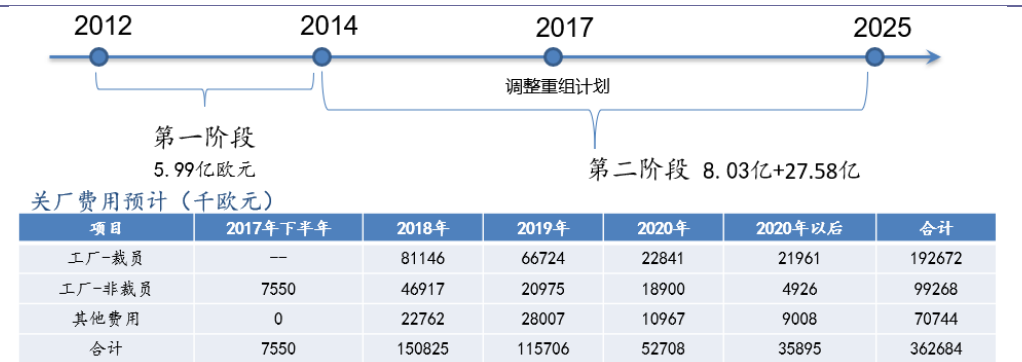 2012 2014 2017 2025
调整重组计划
第一阶段
5.99亿欧元
第二阶段 8.03亿+27.58亿
关厂费用预计（千欧元）
项目 2017年下半年 2018年 2019年 2020年 2020年以后 合计
工厂-裁员 -- 81146 66724 22841 21961 192672
工厂-非裁员 7550 46917 20975 18900 4926 99268
其他费用 0 22762 28007 10967 9008 70744
合计 7550 150825 115706 52708 35895 362684